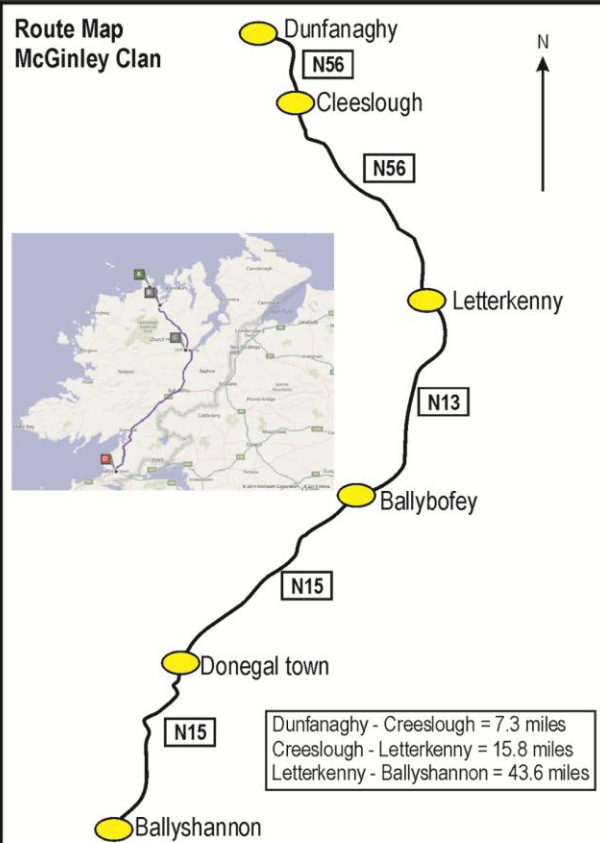 Route Map
McGinley Clan
Dunfanaghy
N56
N
Cleeslough
N56
Letterkenny
A
B
C
D
N13
Ballybofey
N15
Donegal town
N15
Dunfanaghy - Creeslough = 7.3 miles
Creeslough - Letterkenny = 15.8 miles
Letterkenny - Ballyshannon = 43.6 miles
Ballyshannon